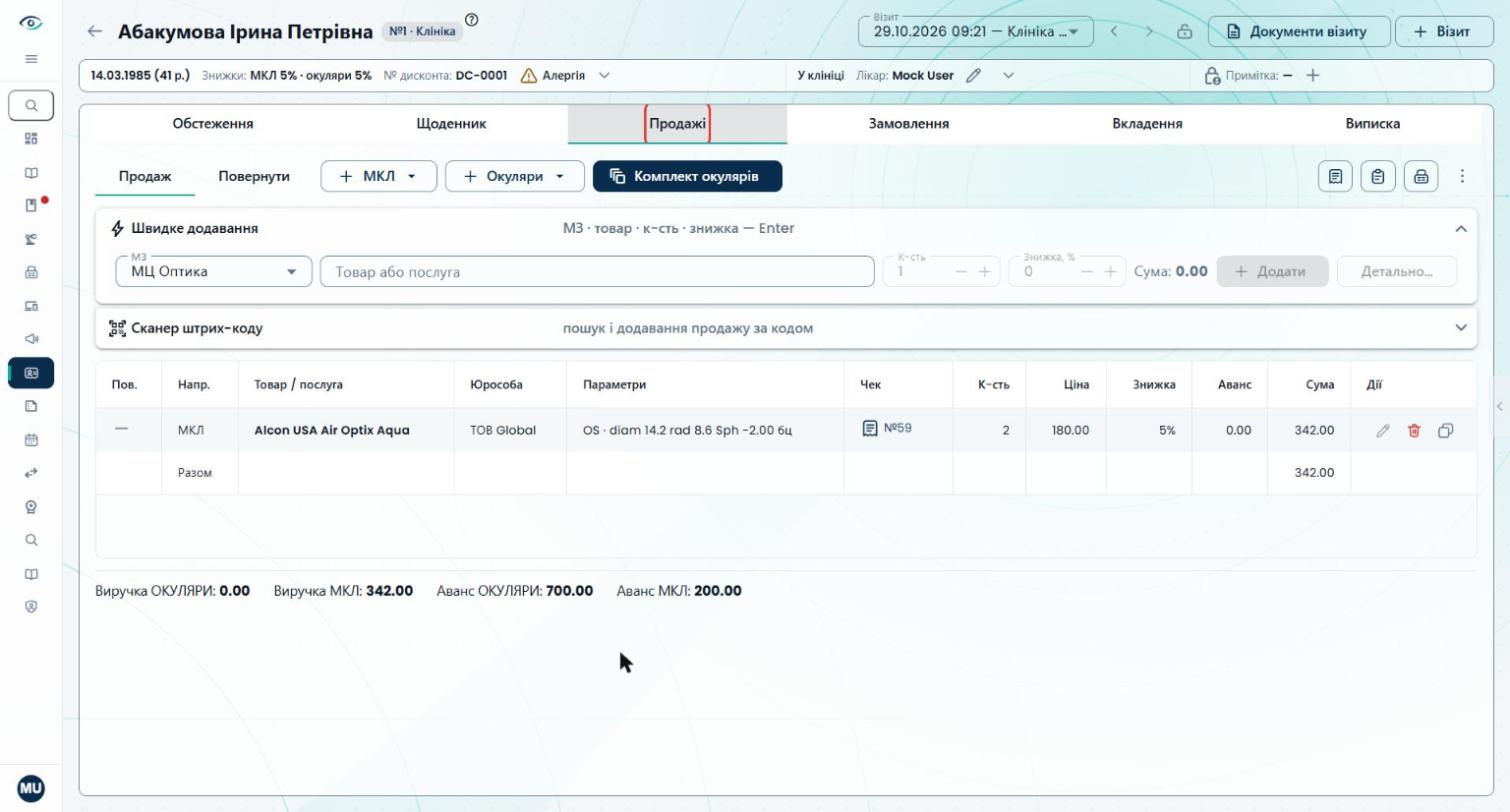 Абакумова Ірина Петрівна №1 · Клініка ?
Візит
29.10.2026 09:21 — Клініка ... Документи візиту + Візит
14.03.1985 (41 р.) Знижки: МКЛ 5% · окуляри 5% № дисконта: DC-0001 Алергія У клініці Лікар: Mock User Примітка: — +
Обстеження Щоденник Продажі Замовлення Вкладення Виписка
Продаж Повернути + МКЛ + Окуляри Комплект окулярів
Швидке додавання МЗ · товар · к-сть · знижка — Enter
МЗ К-сть Знижка, %
МЦ Оптика Товар або послуга 1 — + 0 — + Сума: 0.00 + Додати Детально...
Сканер штрих-коду пошук і додавання продажу за кодом
Пов. Напр. Товар / послуга Юрособа Параметри Чек К-сть Ціна Знижка Аванс Сума Дії
— МКЛ Alcon USA Air Optix Aqua ТОВ Global OS · diam 14.2 rad 8.6 Sph -2.00 бц №59 2 180.00 5% 0.00 342.00
Разом 342.00
Виручка ОКУЛЯРИ: 0.00 Виручка МКЛ: 342.00 Аванс ОКУЛЯРИ: 700.00 Аванс МКЛ: 200.00
MU